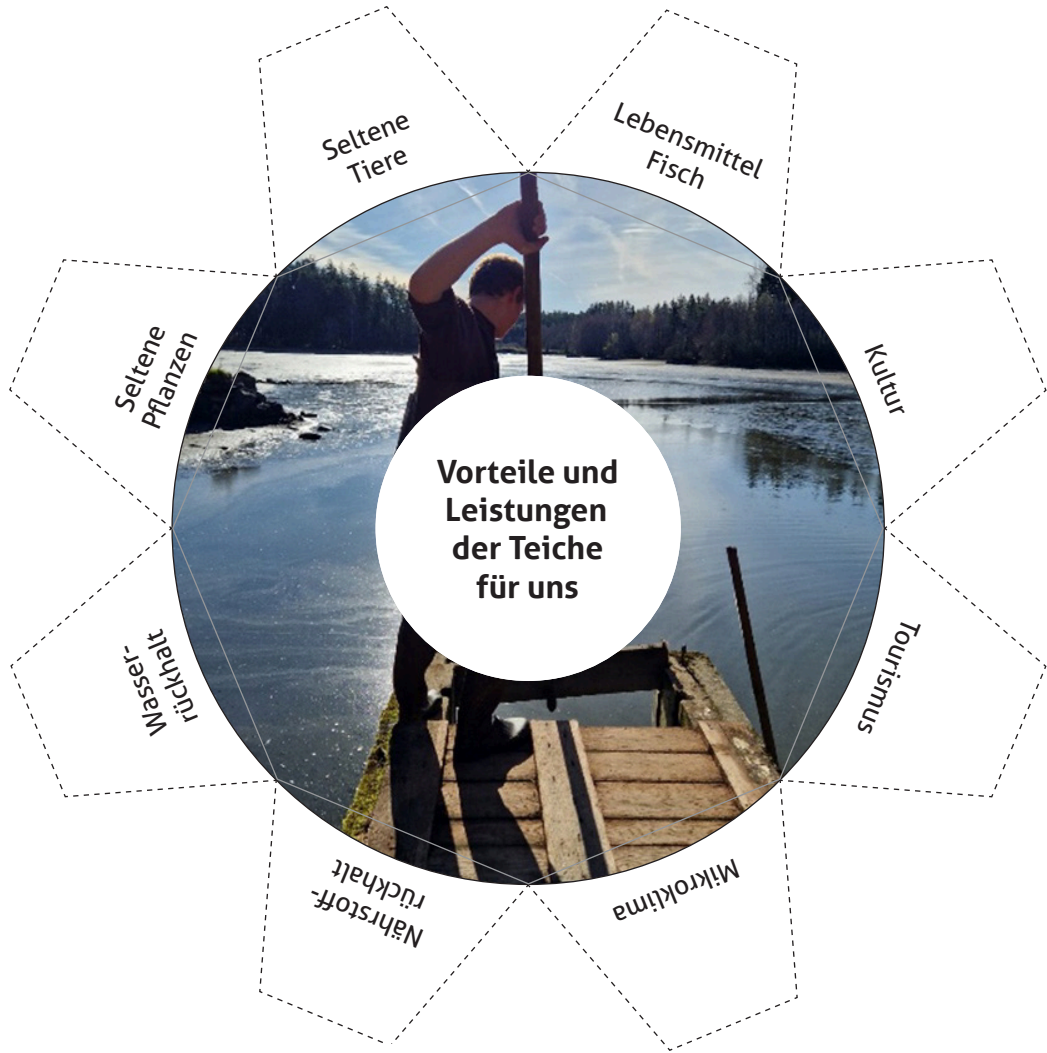 Seltene
Tiere
Lebensmittel
Fisch
Kultur
Tourismus
Mikroklima
Nährstoff-
rückhalt
Wasser-
rückhalt
Seltene
Pflanzen
Vorteile und
Leistungen
der Teiche
für uns